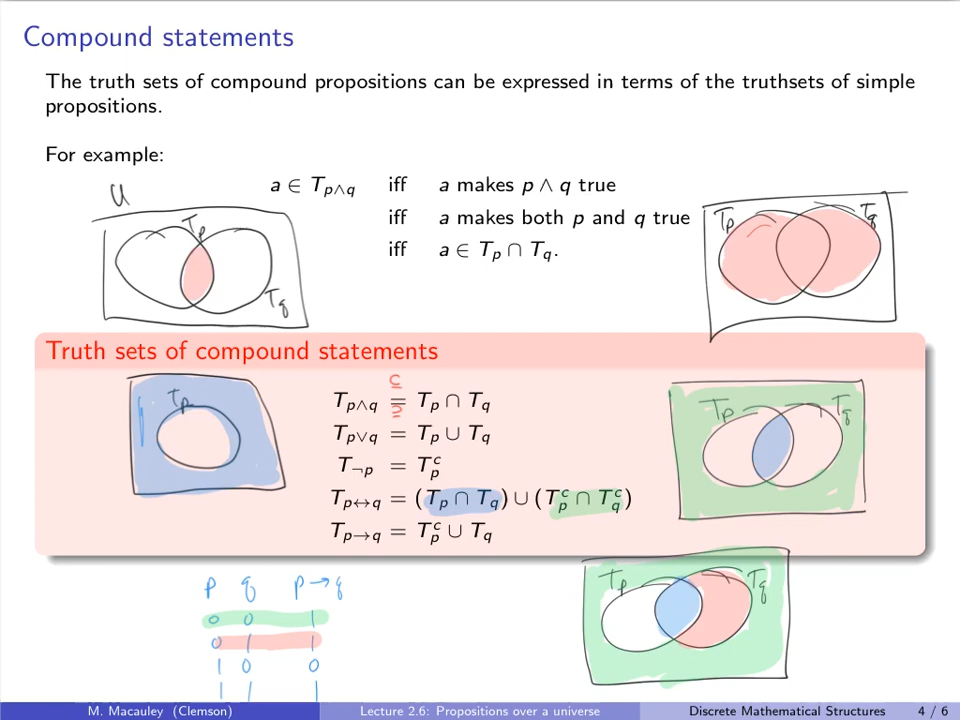 Compound statements
The truth sets of compound propositions can be expressed in terms of the truthsets of simple
propositions.
For example:
a ∈ T_{p∧q} iff a makes p ∧ q true
iff a makes both p and q true
iff a ∈ T_p ∩ T_q.
U
T_p
T_q
T_p
T_q
Truth sets of compound statements
T_p
⊆
T_{p∧q} = T_p ∩ T_q
⊇
T_{p∨q} = T_p ∪ T_q
T_{¬p} = T_p^c
T_{p↔q} = (T_p ∩ T_q) ∪ (T_p^c ∩ T_q^c)
T_{p→q} = T_p^c ∪ T_q
T_p
T_q
p q p → q
0 0 1
0 1 1
1 0 0
1 1 1
T_p
T_q
M. Macauley (Clemson) Lecture 2.6: Propositions over a universe Discrete Mathematical Structures 4 / 6